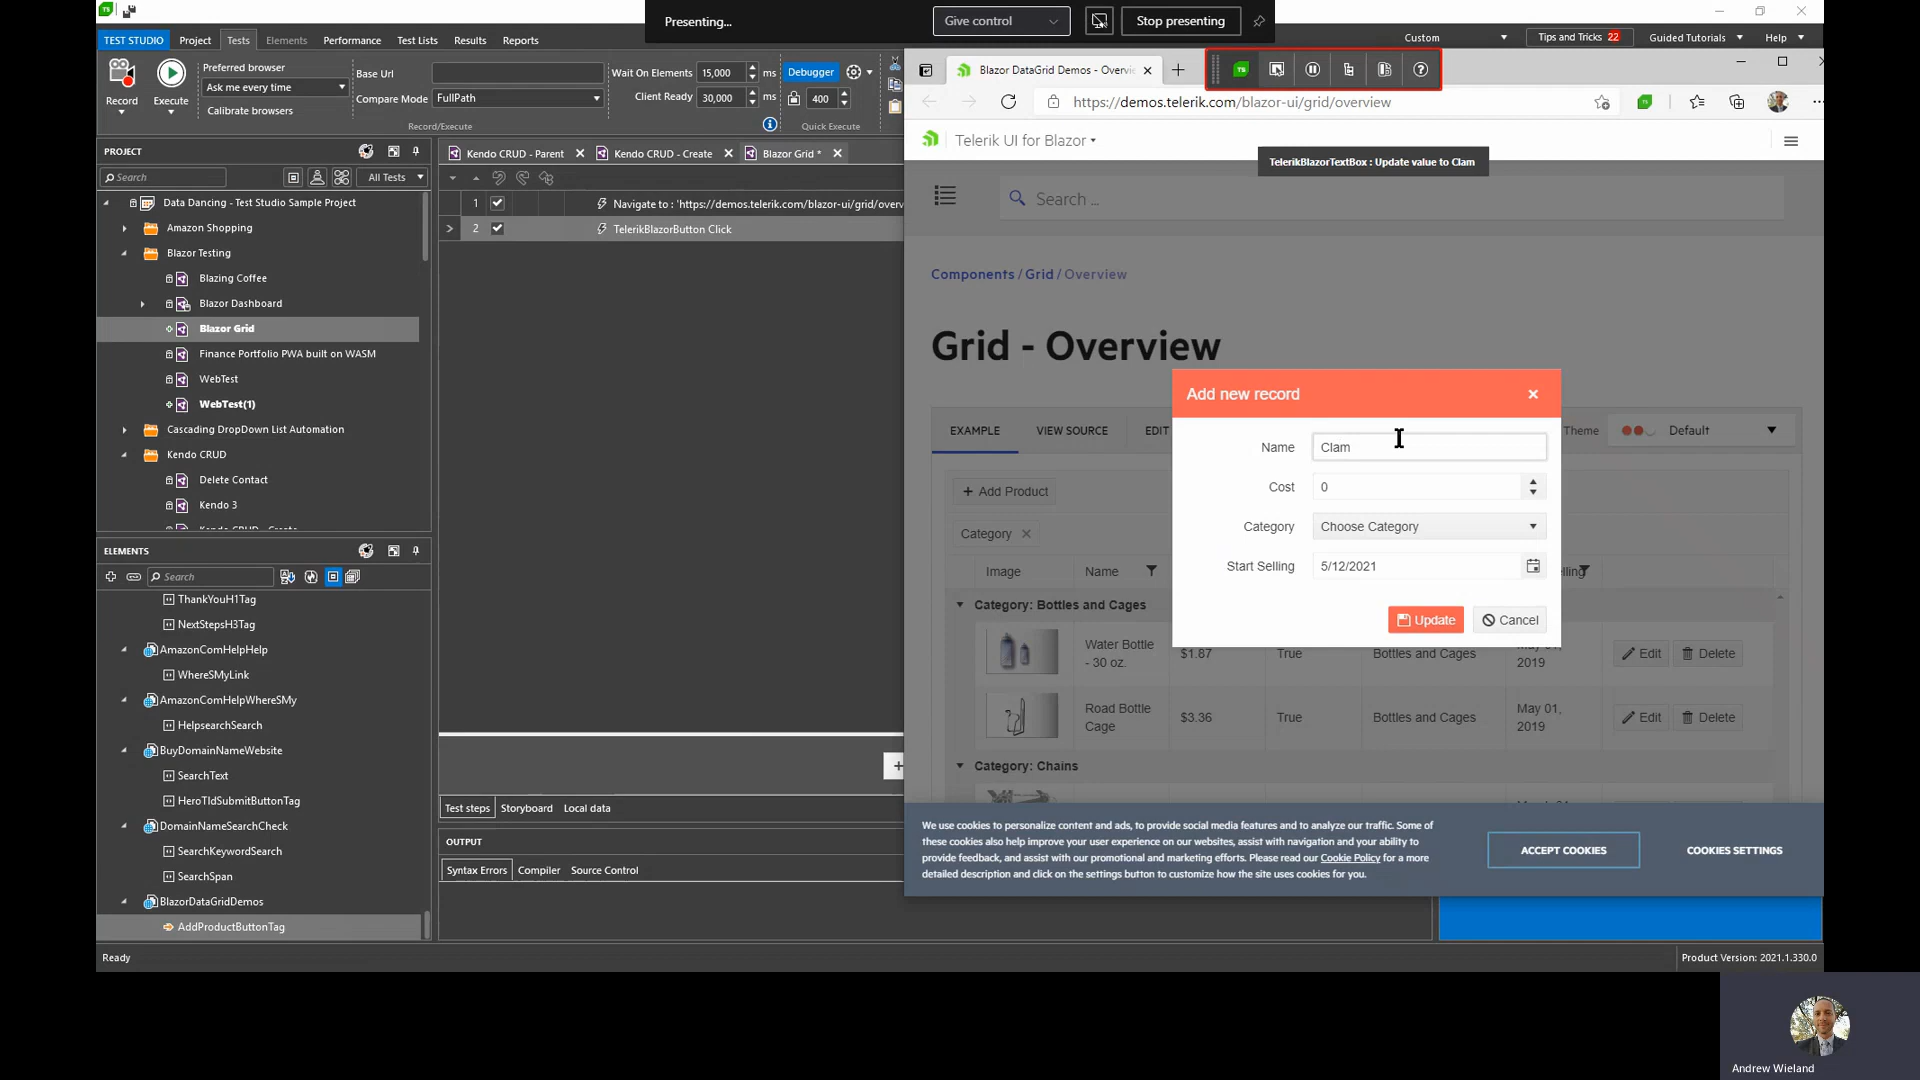 Presenting...
Give control
Stop presenting
TEST STUDIO
Project
Tests
Elements
Performance
Test Lists
Results
Reports
Custom
Tips and Tricks 22
Guided Tutorials
Help
Record
Execute
Preferred browser
Ask me every time
Calibrate browsers
Base Url
Compare Mode
FullPath
Wait On Elements
15,000
ms
Client Ready
30,000
ms
Debugger
400
Record/Execute
Quick Execute
PROJECT
Search
All Tests
Data Dancing - Test Studio Sample Project
Amazon Shopping
Blazor Testing
Blazing Coffee
Blazor Dashboard
Blazor Grid
Finance Portfolio PWA built on WASM
WebTest
WebTest(1)
Cascading DropDown List Automation
Kendo CRUD
Delete Contact
Kendo 3
Kendo CRUD - Create
ELEMENTS
Search
ThankYouH1Tag
NextStepsH3Tag
AmazonComHelpHelp
WhereSMyLink
AmazonComHelpWhereSMy
HelpsearchSearch
BuyDomainNameWebsite
SearchText
HeroTldSubmitButtonTag
DomainNameSearchCheck
SearchKeywordSearch
SearchSpan
BlazorDataGridDemos
AddProductButtonTag
Ready
Kendo CRUD - Parent
Kendo CRUD - Create
Blazor Grid *
1
Navigate to : 'https://demos.telerik.com/blazor-ui/grid/overv
2
TelerikBlazorButton Click
Test steps
Storyboard
Local data
OUTPUT
Syntax Errors
Compiler
Source Control
Product Version: 2021.1.330.0
Blazor DataGrid Demos - Overvie
https://demos.telerik.com/blazor-ui/grid/overview
Telerik UI for Blazor
TelerikBlazorTextBox : Update value to Clam
Search ...
Components / Grid / Overview
Grid - Overview
EXAMPLE
VIEW SOURCE
EDIT
Theme
Default
Add Product
Category
Image
Name
lling
Add new record
Name
Clam
Cost
0
Category
Choose Category
Start Selling
5/12/2021
Update
Cancel
Category: Bottles and Cages
Water Bottle
- 30 oz.
$1.87
True
Bottles and Cages
May 01,
2019
Edit
Delete
Road Bottle
Cage
$3.36
True
Bottles and Cages
May 01,
2019
Edit
Delete
Category: Chains
We use cookies to personalize content and ads, to provide social media features and to analyze our traffic. Some of
these cookies also help improve your user experience on our websites, assist with navigation and your ability to
provide feedback, and assist with our promotional and marketing efforts. Please read our Cookie Policy for a more
detailed description and click on the settings button to customize how the site uses cookies for you.
ACCEPT COOKIES
COOKIES SETTINGS
Andrew Wieland